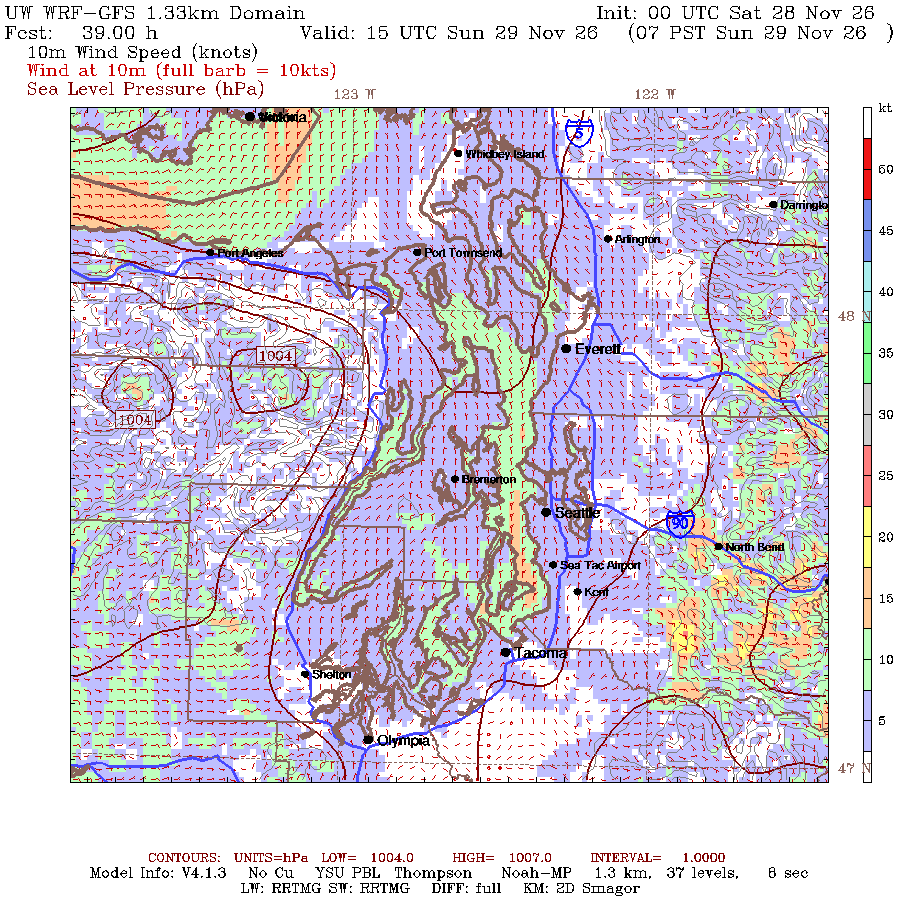 UW WRF-GFS 1.33km Domain Init: 00 UTC Sat 28 Nov 26
Fcst: 39.00 h Valid: 15 UTC Sun 29 Nov 26 (07 PST Sun 29 Nov 26 )
10m Wind Speed (knots)
Wind at 10m (full barb = 10kts)
Sea Level Pressure (hPa)
123 W 122 W
kt
Victoria
5
Whidbey Island
50
Darringto
45
Arlington
Port Angeles
Port Townsend
40
48 N
Everett
35
1004
1004
30
25
Bremerton
Seattle
90
20
North Bend
Sea Tac Airport
Kent
15
Tacoma
10
Shelton
5
Olympia
47 N
CONTOURS: UNITS=hPa LOW= 1004.0 HIGH= 1007.0 INTERVAL= 1.0000
Model Info: V4.1.3 No Cu YSU PBL Thompson Noah-MP 1.3 km, 37 levels, 8 sec
LW: RRTMG SW: RRTMG DIFF: full KM: 2D Smagor
60